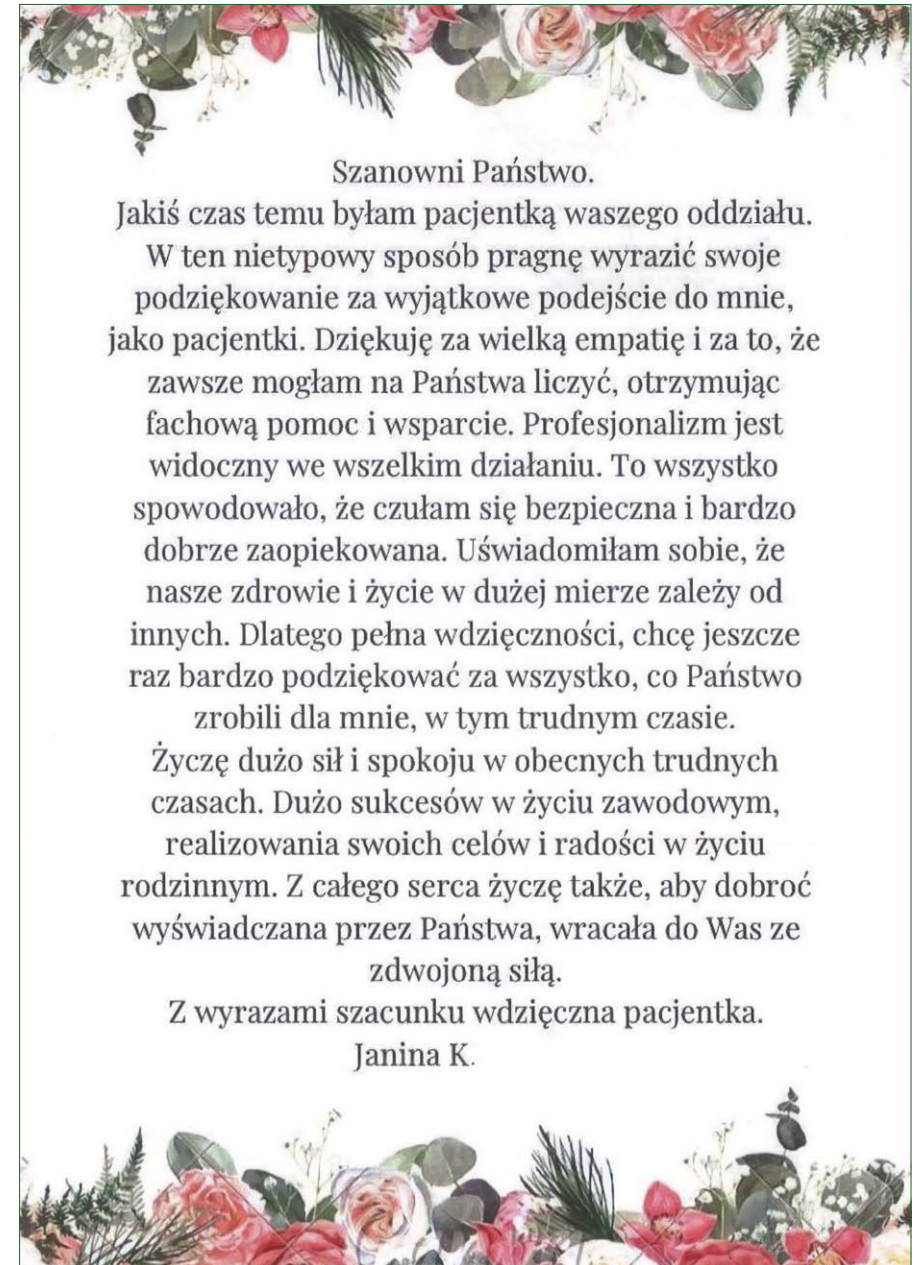 Szanowni Państwo.
Jakiś czas temu byłam pacjentką waszego oddziału.
W ten nietypowy sposób pragnę wyrazić swoje
podziękowanie za wyjątkowe podejście do mnie,
jako pacjentki. Dziękuję za wielką empatię i za to, że
zawsze mogłam na Państwa liczyć, otrzymując
fachową pomoc i wsparcie. Profesjonalizm jest
widoczny we wszelkim działaniu. To wszystko
spowodowało, że czułam się bezpieczna i bardzo
dobrze zaopiekowana. Uświadomiłam sobie, że
nasze zdrowie i życie w dużej mierze zależy od
innych. Dlatego pełna wdzięczności, chcę jeszcze
raz bardzo podziękować za wszystko, co Państwo
zrobili dla mnie, w tym trudnym czasie.
Życzę dużo sił i spokoju w obecnych trudnych
czasach. Dużo sukcesów w życiu zawodowym,
realizowania swoich celów i radości w życiu
rodzinnym. Z całego serca życzę także, aby dobroć
wyświadczana przez Państwa, wracała do Was ze
zdwojoną siłą.
Z wyrazami szacunku wdzięczna pacjentka.
Janina K.